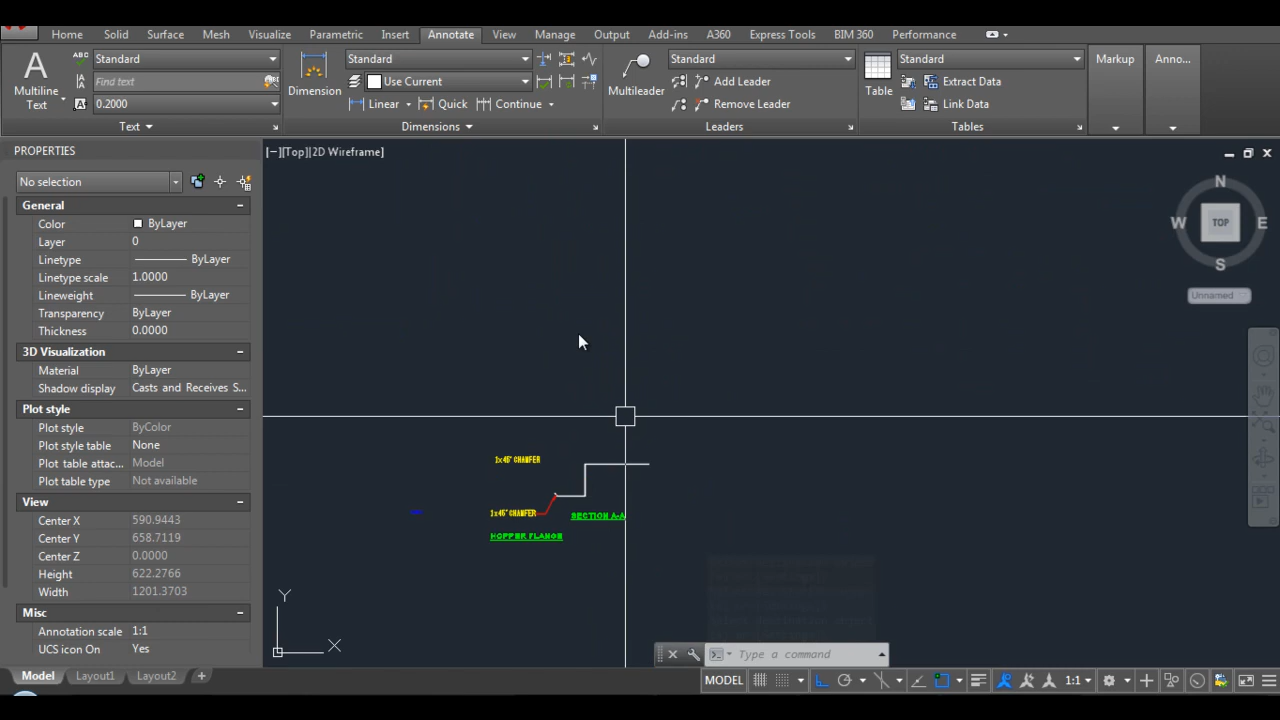 Home Solid Surface Mesh Visualize Parametric Insert Annotate View Manage Output Add-ins A360 Express Tools BIM 360 Performance
Multiline Text
Standard
Find text
0.2000
Text
Dimension
Standard
Use Current
Linear Quick Continue
Dimensions
Multileader
Standard
Add Leader
Remove Leader
Leaders
Table
Standard
Extract Data
Link Data
Tables
Markup
Anno...
PROPERTIES
No selection
General
Color ByLayer
Layer 0
Linetype ByLayer
Linetype scale 1.0000
Lineweight ByLayer
Transparency ByLayer
Thickness 0.0000
3D Visualization
Material ByLayer
Shadow display Casts and Receives S...
Plot style
Plot style ByColor
Plot style table None
Plot table attac... Model
Plot table type Not available
View
Center X 590.9443
Center Y 658.7119
Center Z 0.0000
Height 622.2766
Width 1201.3703
Misc
Annotation scale 1:1
UCS icon On Yes
[−][Top][2D Wireframe]
N
W TOP E
S
Unnamed
1x45° CHAMFER
1x45° CHAMFER
SECTION A-A
HOPPER FLANGE
Y
X
Type a command
Model Layout1 Layout2 +
MODEL 1:1